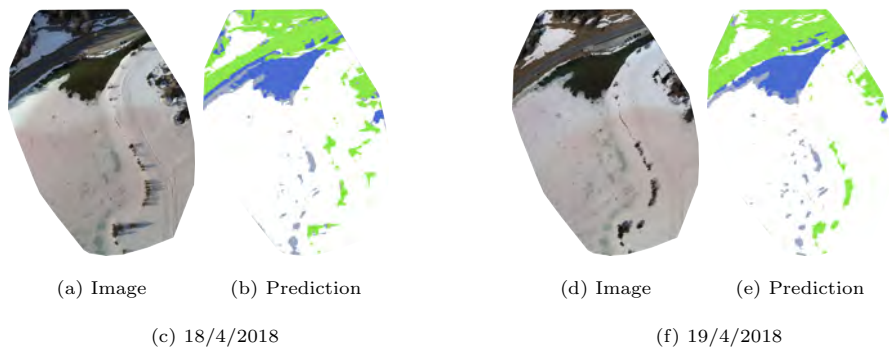 (a) Image (b) Prediction (d) Image (e) Prediction
(c) 18/4/2018 (f) 19/4/2018